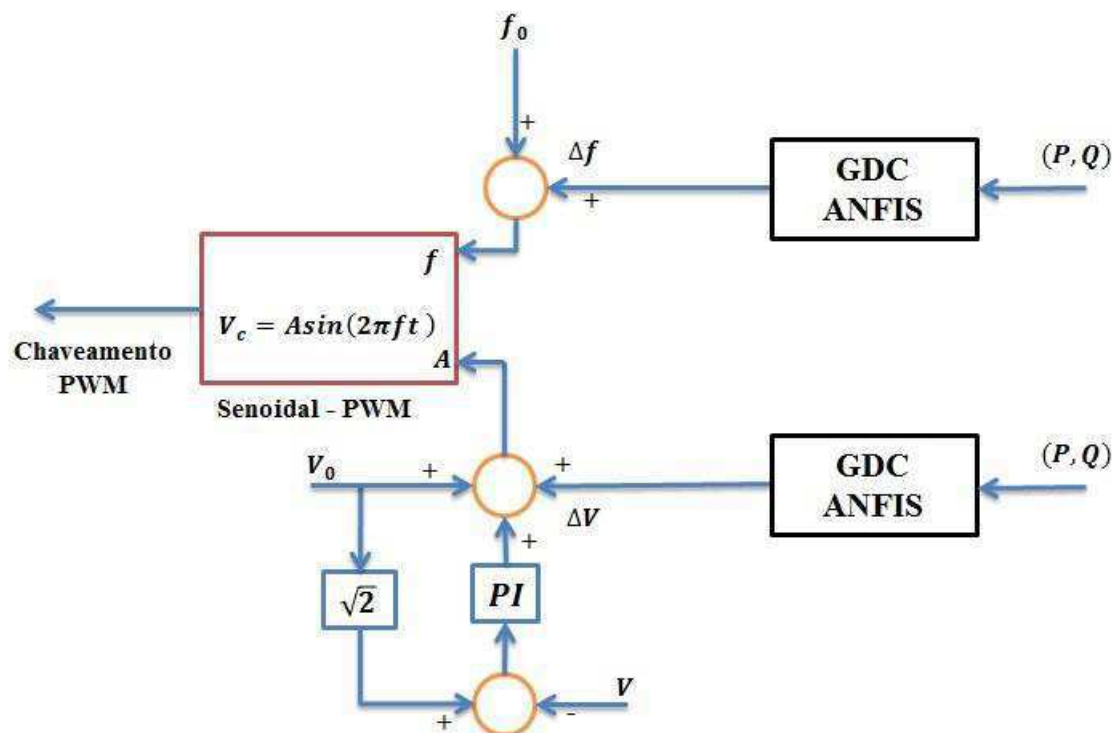 f₀
+
Δf
+
GDC
ANFIS
(P, Q)
f
V_c = Asin(2πft)
A
Chaveamento
PWM
Senoidal - PWM
V₀
+
+
ΔV
GDC
ANFIS
(P, Q)
+
√2
PI
+
-
V